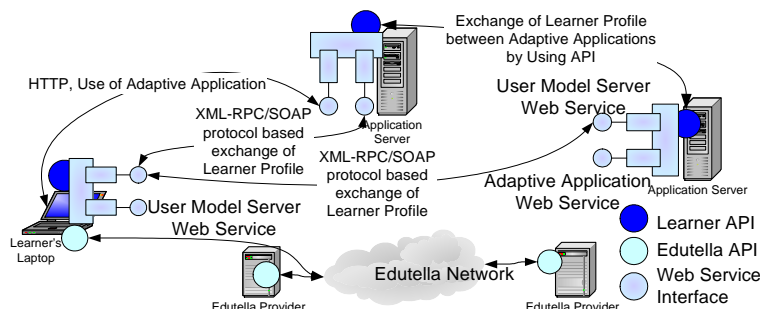 Exchange of Learner Profile
between Adaptive Applications
by Using API
HTTP, Use of Adaptive Application
User Model Server
Web Service
XML-RPC/SOAP
protocol based
exchange of
Learner Profile
Application
Server
XML-RPC/SOAP
protocol based
exchange of
Learner Profile
Adaptive Application
Web Service
Application Server
User Model Server
Web Service
Learner's
Laptop
Edutella Network
Edutella Provider
Edutella Provider
Learner API
Edutella API
Web Service
Interface